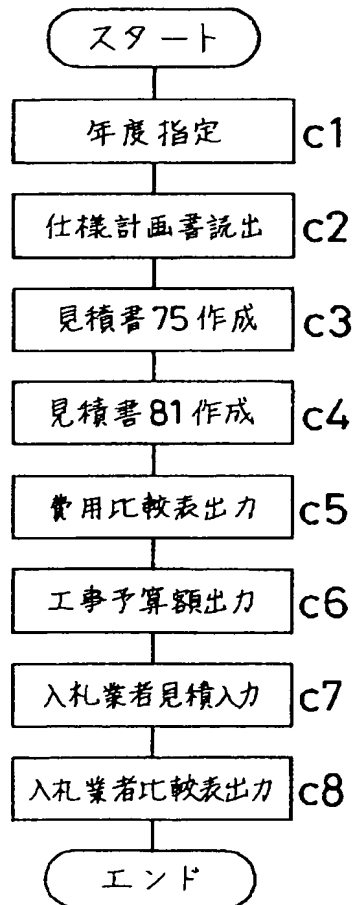 スタート
年度指定 c1
仕様計画書読出 c2
見積書75作成 c3
見積書81作成 c4
費用比較表出力 c5
工事予算額出力 c6
入札業者見積入力 c7
入札業者比較表出力 c8
エンド